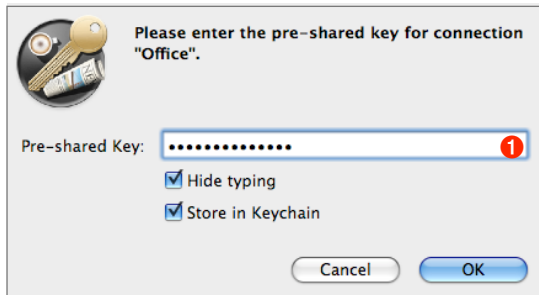 Please enter the pre-shared key for connection
"Office".
Pre-shared Key: •••••••••••••• 1
Hide typing
Store in Keychain
Cancel OK